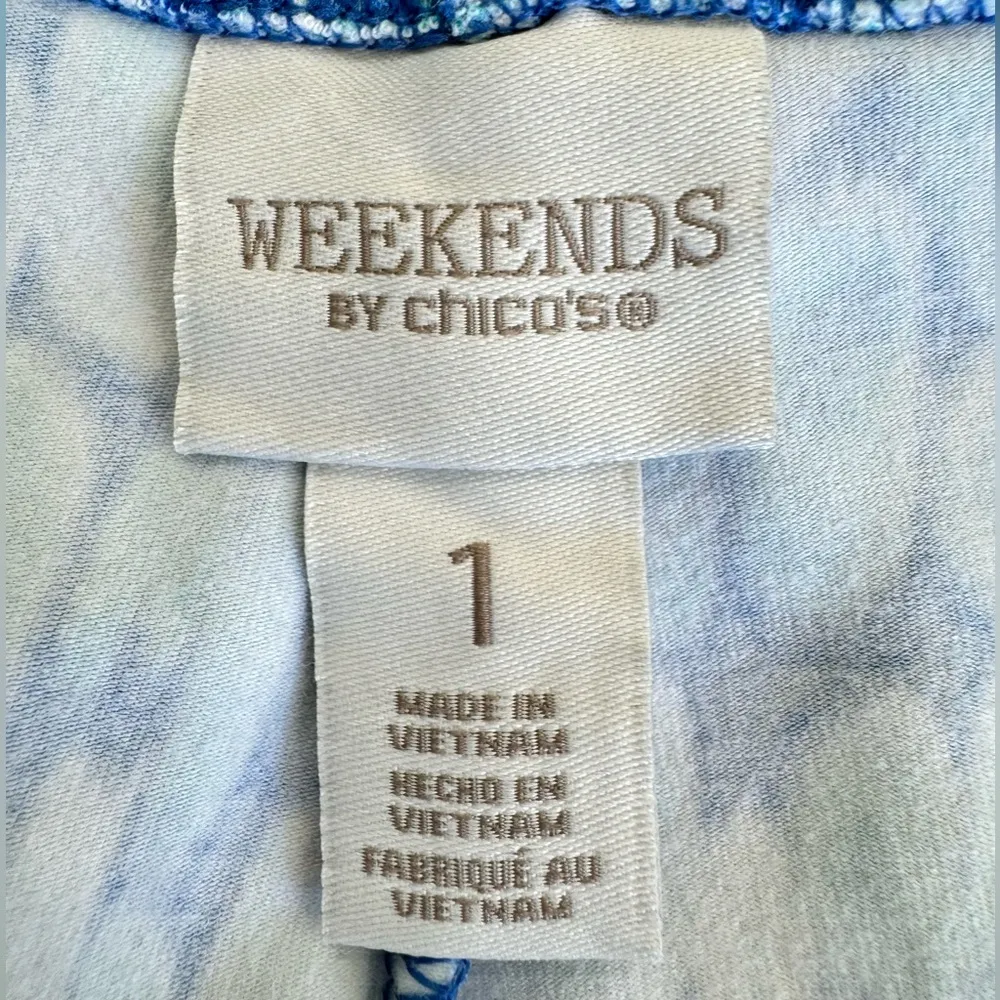 WEEKENDS
BY chico's®
1
MADE IN
VIETNAM
HECHO EN
VIETNAM
FABRIQUÉ AU
VIETNAM